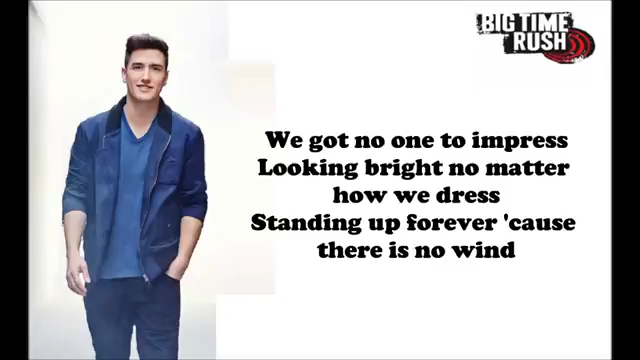 BIG TIME
RUSH
We got no one to impress
Looking bright no matter
how we dress
Standing up forever 'cause
there is no wind